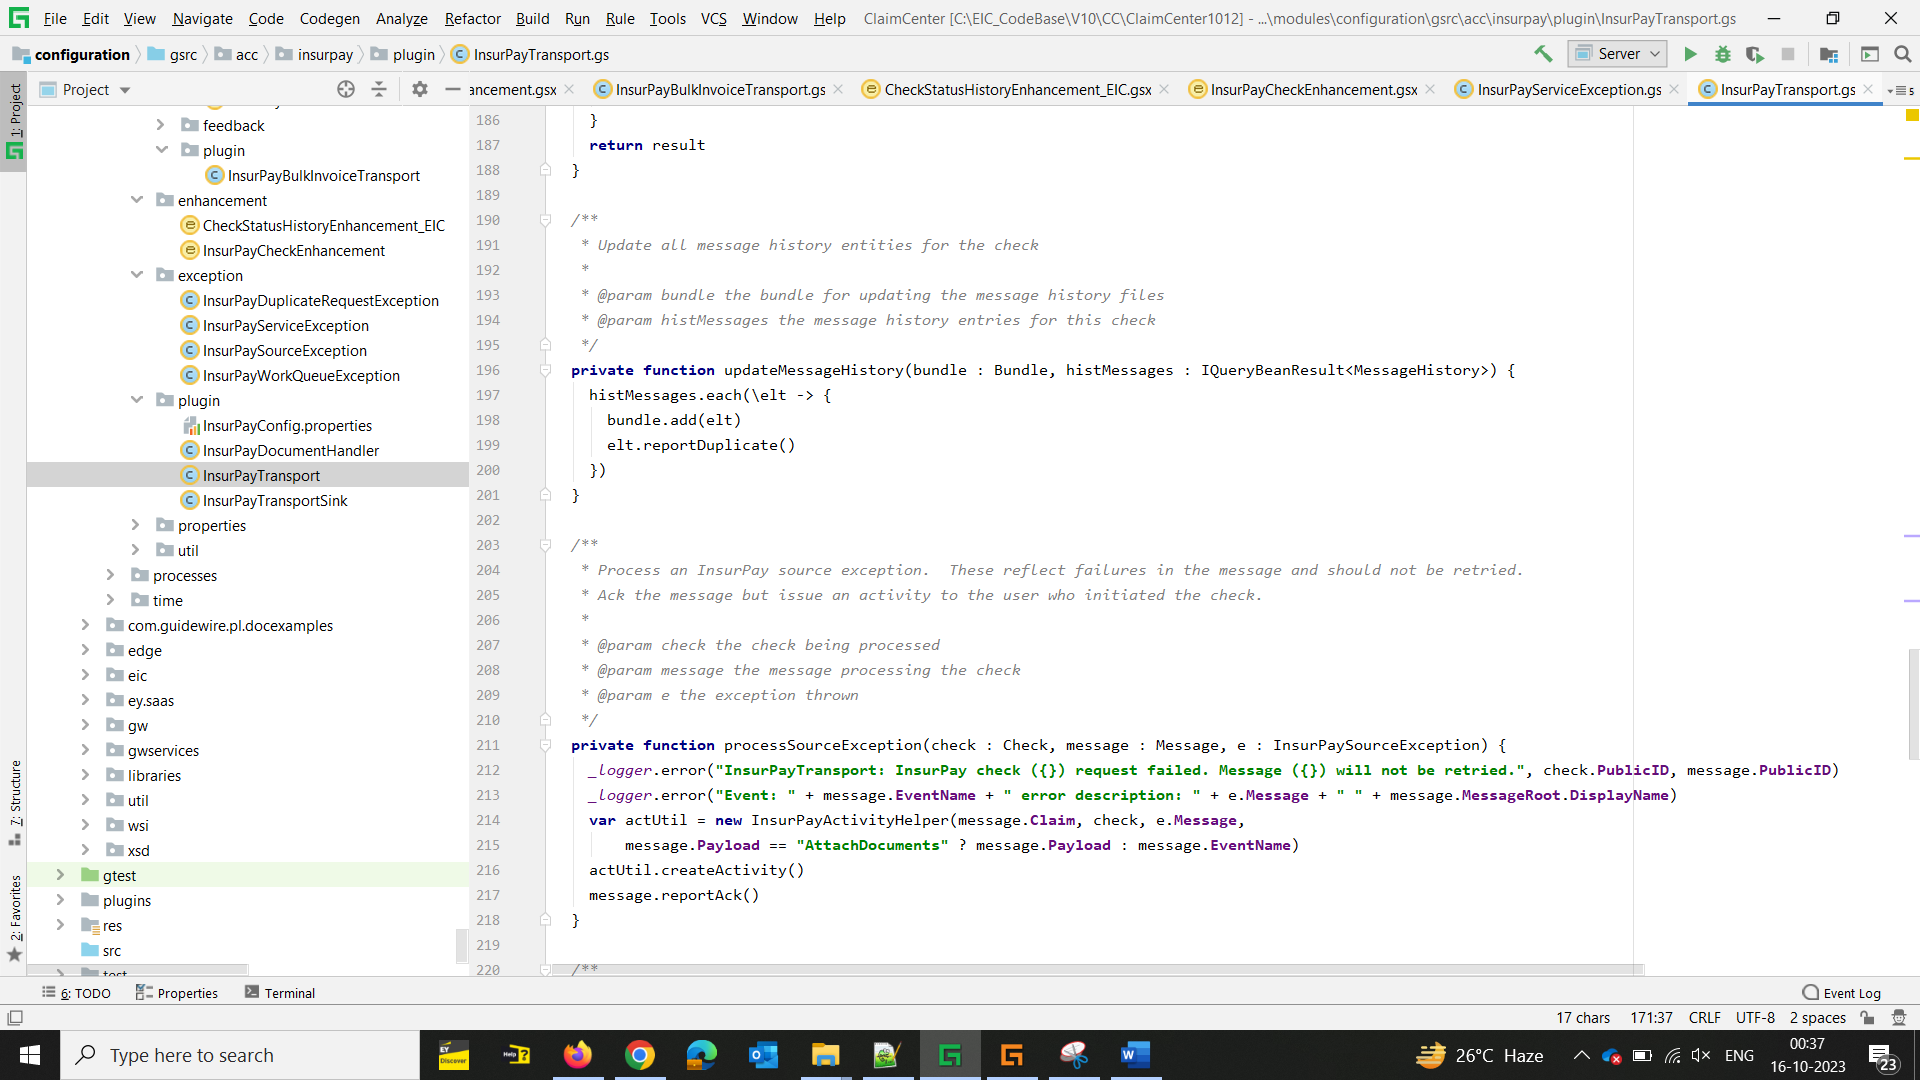 File Edit View Navigate Code Codegen Analyze Refactor Build Run Rule Tools VCS Window Help ClaimCenter [C:\EIC_CodeBase\V10\CC\ClaimCenter1012] - ...\modules\configuration\gsrc\acc\insurpay\plugin\InsurPayTransport.gs
configuration gsrc acc insurpay plugin InsurPayTransport.gs Server
Project ancement.gsx InsurPayBulkInvoiceTransport.gs CheckStatusHistoryEnhancement_EIC.gsx InsurPayCheckEnhancement.gsx InsurPayServiceException.gs InsurPayTransport.gs 5
1: Project
7: Structure
2: Favorites
feedback
plugin
InsurPayBulkInvoiceTransport
enhancement
CheckStatusHistoryEnhancement_EIC
InsurPayCheckEnhancement
exception
InsurPayDuplicateRequestException
InsurPayServiceException
InsurPaySourceException
InsurPayWorkQueueException
plugin
InsurPayConfig.properties
InsurPayDocumentHandler
InsurPayTransport
InsurPayTransportSink
properties
util
processes
time
com.guidewire.pl.docexamples
edge
eic
ey.saas
gw
gwservices
libraries
util
wsi
xsd
gtest
plugins
res
src
test
186 }
187 return result
188 }
189
190 /**
191 * Update all message history entities for the check
192 *
193 * @param bundle the bundle for updating the message history files
194 * @param histMessages the message history entries for this check
195 */
196 private function updateMessageHistory(bundle : Bundle, histMessages : IQueryBeanResult<MessageHistory>) {
197 histMessages.each(\elt -> {
198 bundle.add(elt)
199 elt.reportDuplicate()
200 })
201 }
202
203 /**
204 * Process an InsurPay source exception.  These reflect failures in the message and should not be retried.
205 * Ack the message but issue an activity to the user who initiated the check.
206 *
207 * @param check the check being processed
208 * @param message the message processing the check
209 * @param e the exception thrown
210 */
211 private function processSourceException(check : Check, message : Message, e : InsurPaySourceException) {
212 _logger.error("InsurPayTransport: InsurPay check ({}) request failed. Message ({}) will not be retried.", check.PublicID, message.PublicID)
213 _logger.error("Event: " + message.EventName + " error description: " + e.Message + " " + message.MessageRoot.DisplayName)
214 var actUtil = new InsurPayActivityHelper(message.Claim, check, e.Message,
215 message.Payload == "AttachDocuments" ? message.Payload : message.EventName)
216 actUtil.createActivity()
217 message.reportAck()
218 }
219
220 /**
6: TODO Properties Terminal Event Log
17 chars 171:37 CRLF UTF-8 2 spaces
Type here to search
EY Discover
Help ?
26°C Haze
ENG
00:37
16-10-2023
23